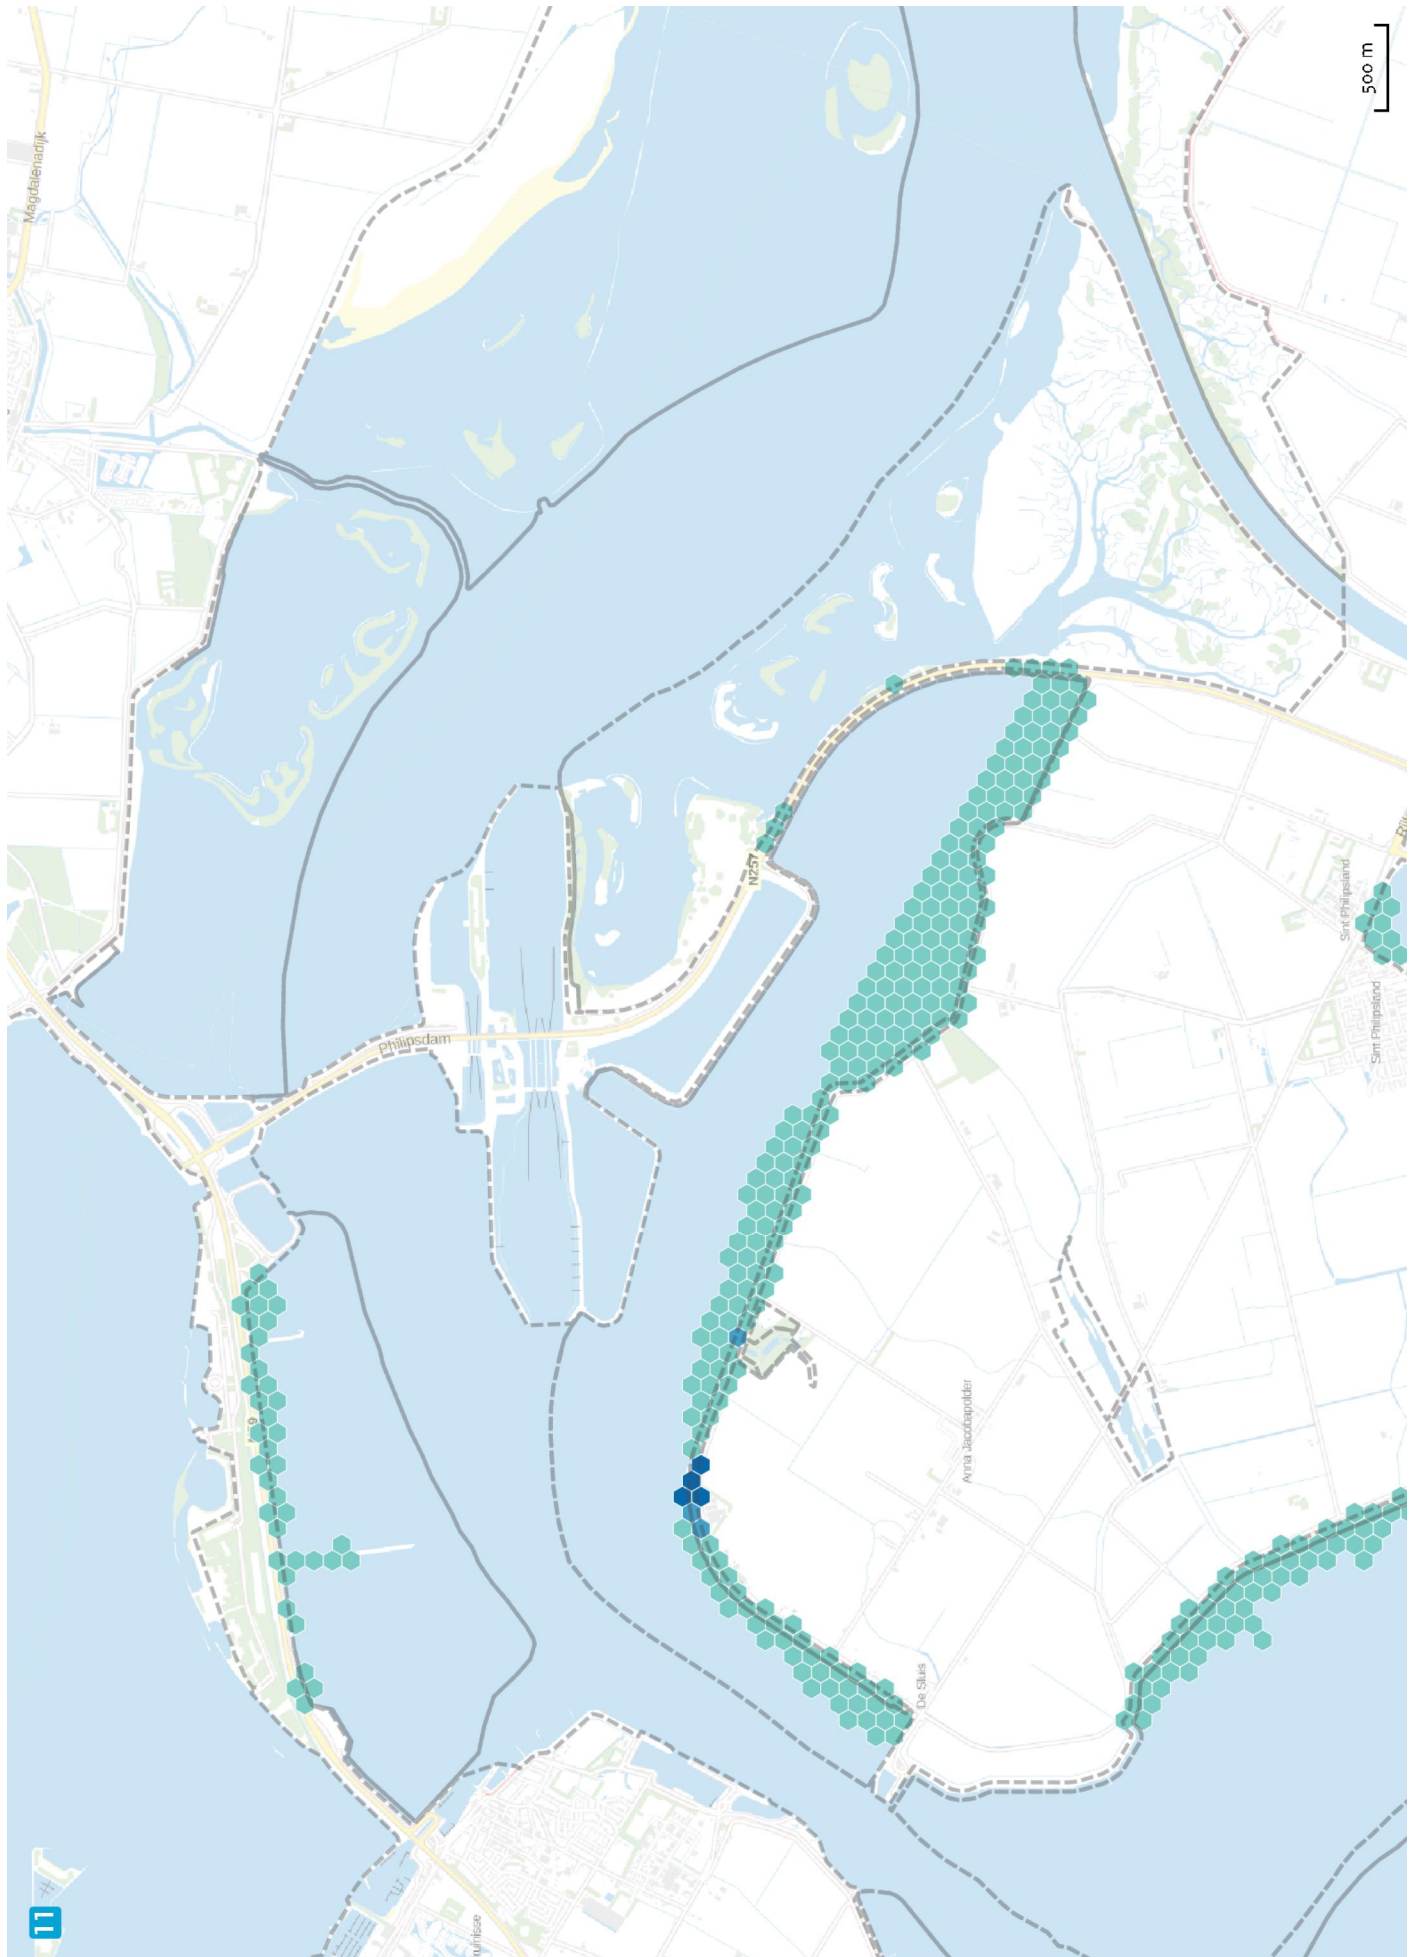 11
500 m
Magdalenadijk
Philipsdam
N257
Sint Philipsland
Sint Philipsland
Anna Jacobapolder
De Sluis